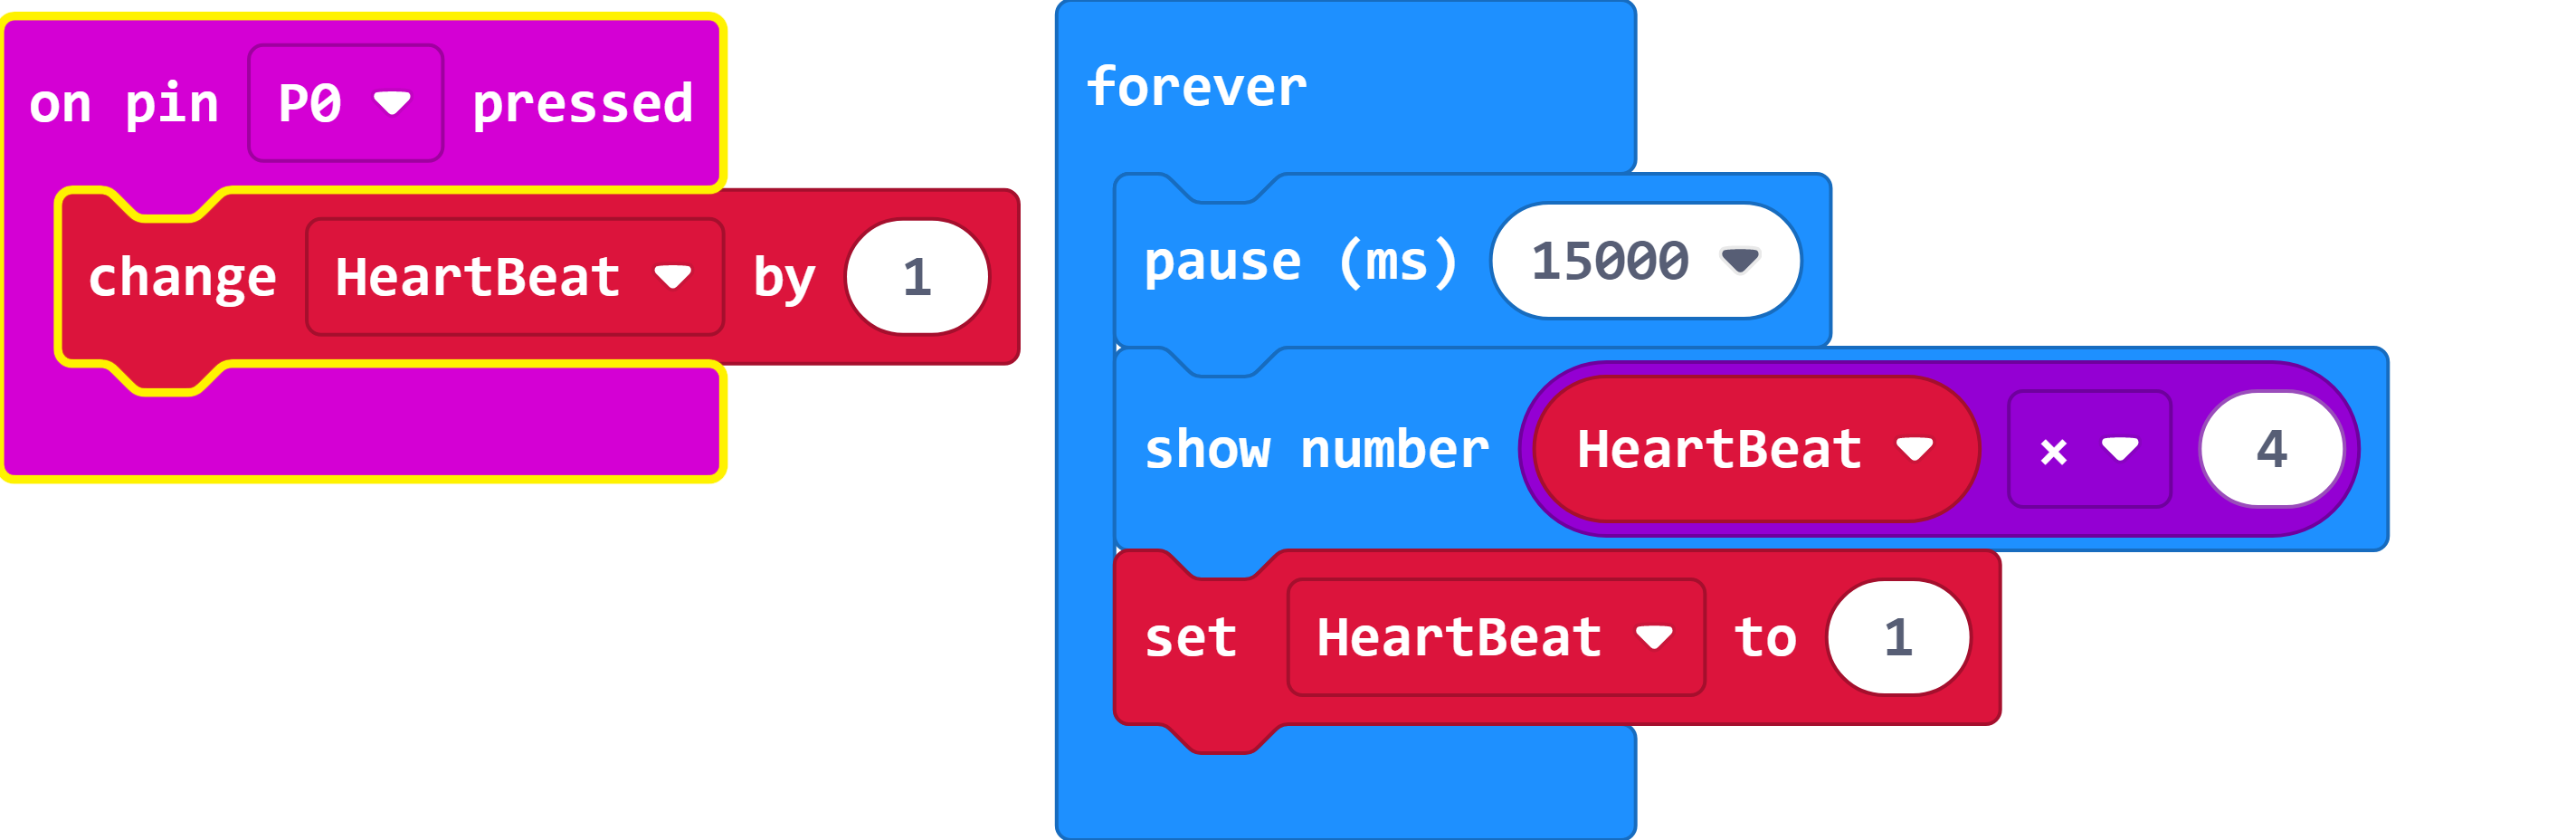 on pin P0 pressed
change HeartBeat by 1
forever
pause (ms) 15000
show number HeartBeat × 4
set HeartBeat to 1